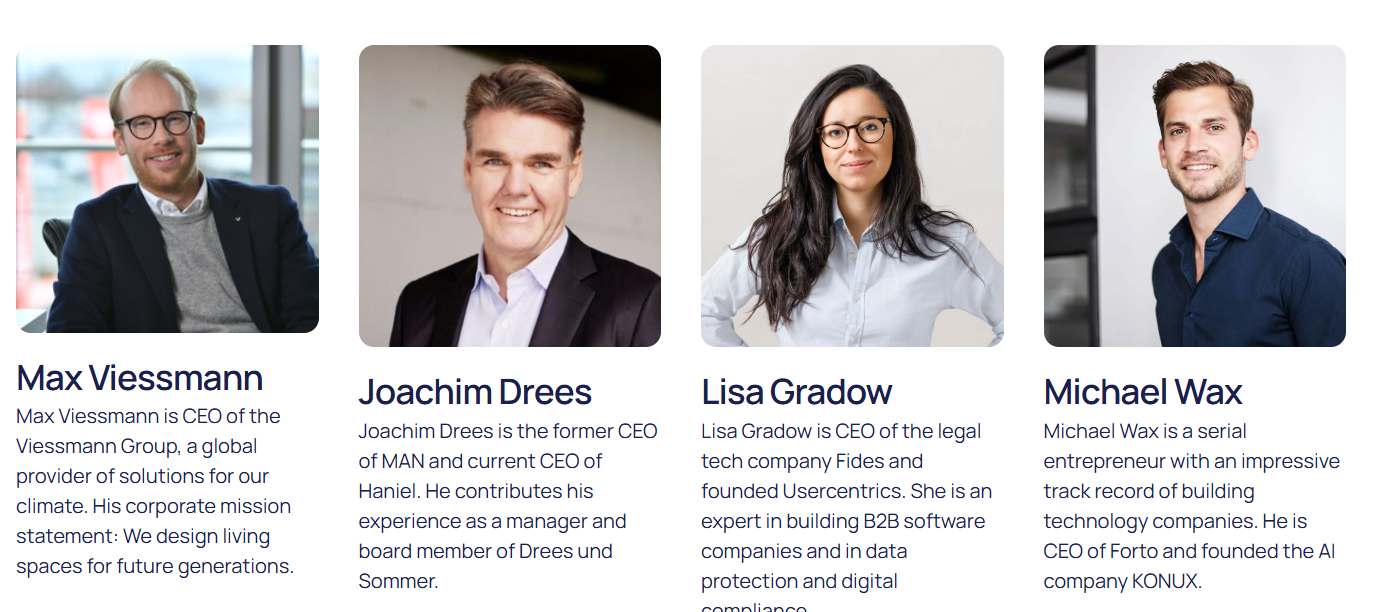 Max Viessmann
Max Viessmann is CEO of the
Viessmann Group, a global
provider of solutions for our
climate. His corporate mission
statement: We design living
spaces for future generations.
Joachim Drees
Joachim Drees is the former CEO
of MAN and current CEO of
Haniel. He contributes his
experience as a manager and
board member of Drees und
Sommer.
Lisa Gradow
Lisa Gradow is CEO of the legal
tech company Fides and
founded Usercentrics. She is an
expert in building B2B software
companies and in data
protection and digital
compliance
Michael Wax
Michael Wax is a serial
entrepreneur with an impressive
track record of building
technology companies. He is
CEO of Forto and founded the AI
company KONUX.